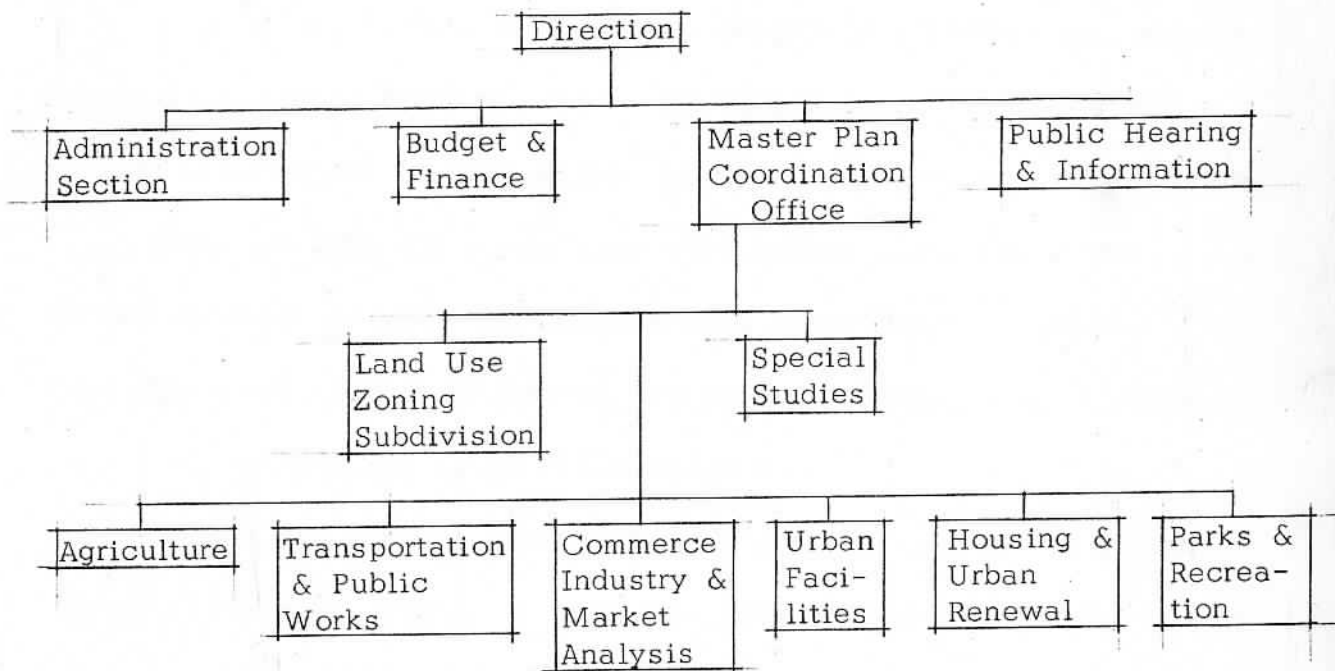 Direction
Administration
Section
Budget &
Finance
Master Plan
Coordination
Office
Public Hearing
& Information
Land Use
Zoning
Subdivision
Special
Studies
Agriculture
Transportation
& Public
Works
Commerce
Industry &
Market
Analysis
Urban
Faci-
lities
Housing &
Urban
Renewal
Parks &
Recrea-
tion